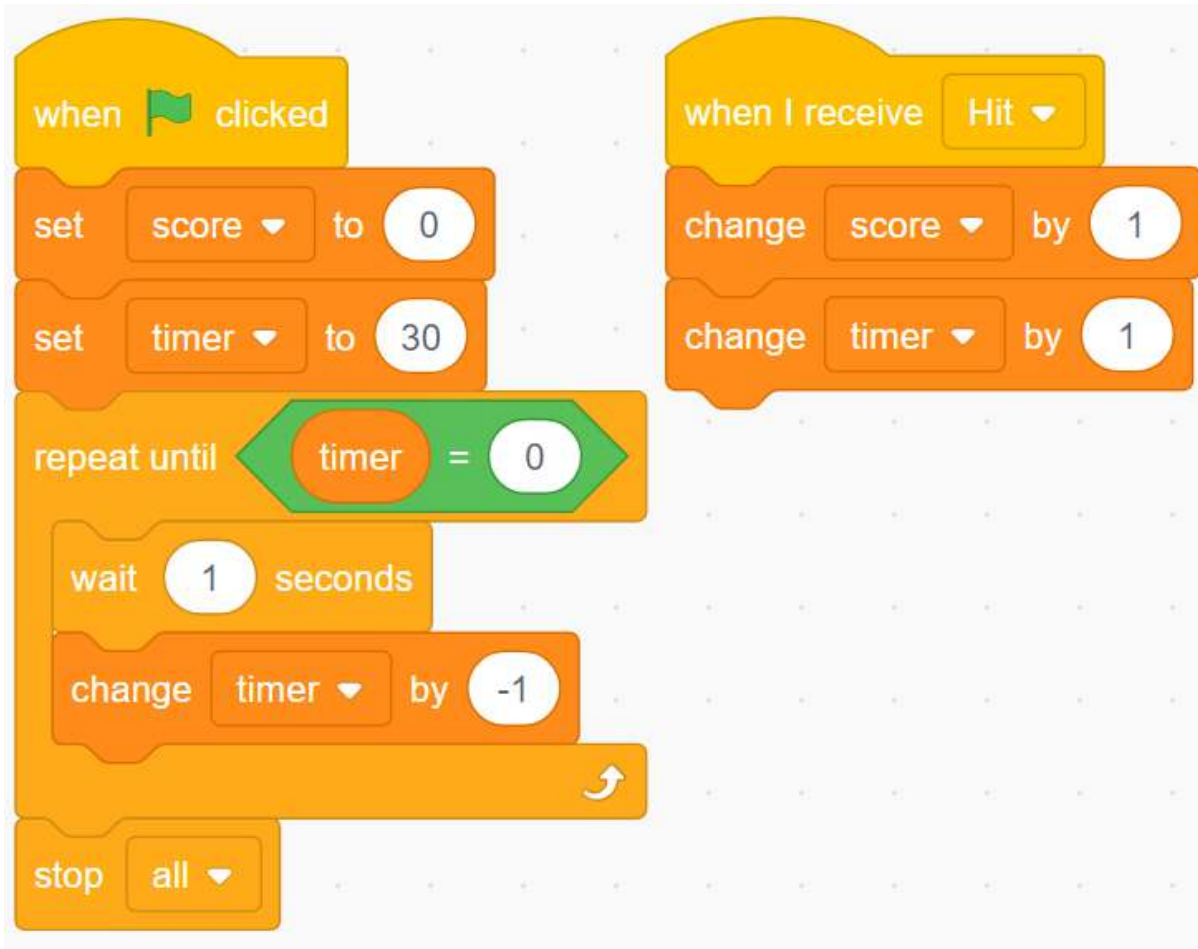 when clicked
set score to 0
set timer to 30
repeat until timer = 0
wait 1 seconds
change timer by -1
stop all
when I receive Hit
change score by 1
change timer by 1